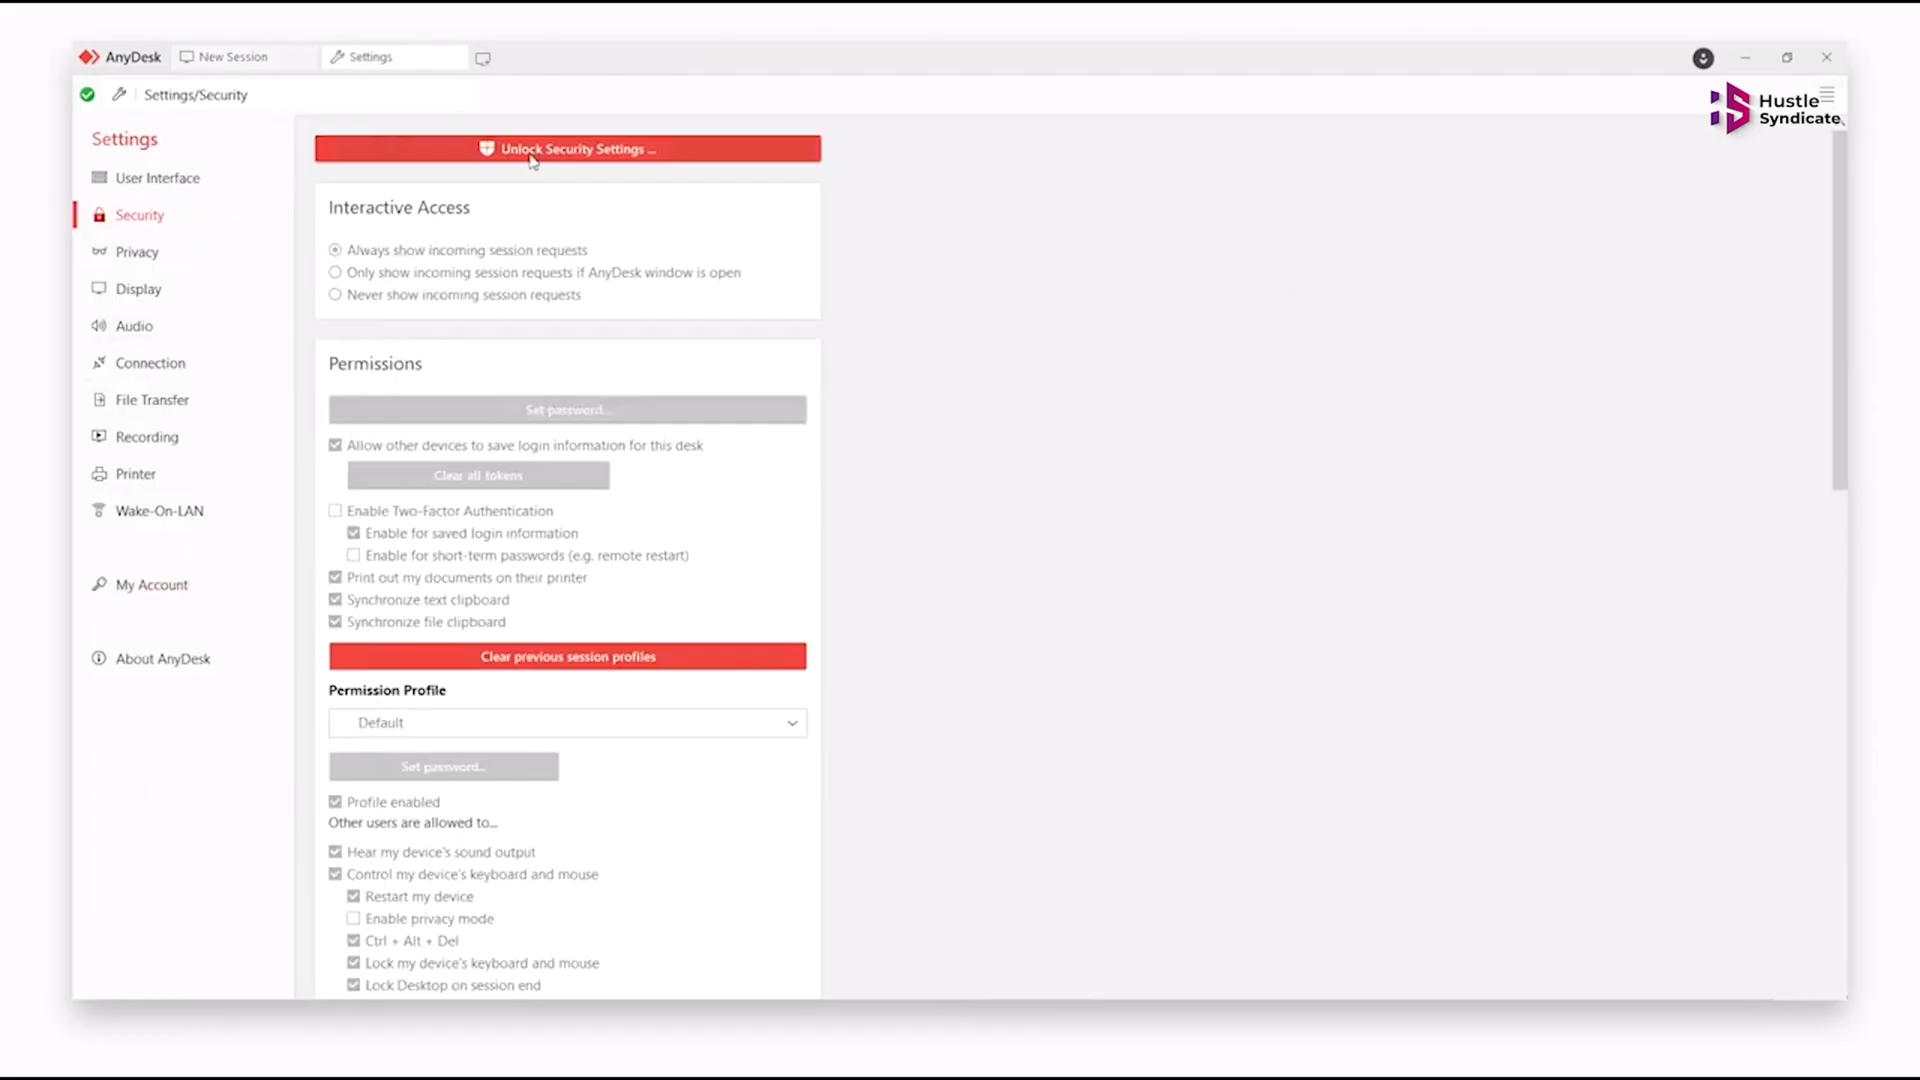 AnyDesk
New Session
Settings
Settings/Security
Hustle
Syndicate
Settings
User Interface
Security
Privacy
Display
Audio
Connection
File Transfer
Recording
Printer
Wake-On-LAN
My Account
About AnyDesk
Unlock Security Settings ...
Interactive Access
Always show incoming session requests
Only show incoming session requests if AnyDesk window is open
Never show incoming session requests
Permissions
Set password...
Allow other devices to save login information for this desk
Clear all tokens
Enable Two-Factor Authentication
Enable for saved login information
Enable for short-term passwords (e.g. remote restart)
Print out my documents on their printer
Synchronize text clipboard
Synchronize file clipboard
Clear previous session profiles
Permission Profile
Default
Set password...
Profile enabled
Other users are allowed to...
Hear my device's sound output
Control my device's keyboard and mouse
Restart my device
Enable privacy mode
Ctrl + Alt + Del
Lock my device's keyboard and mouse
Lock Desktop on session end